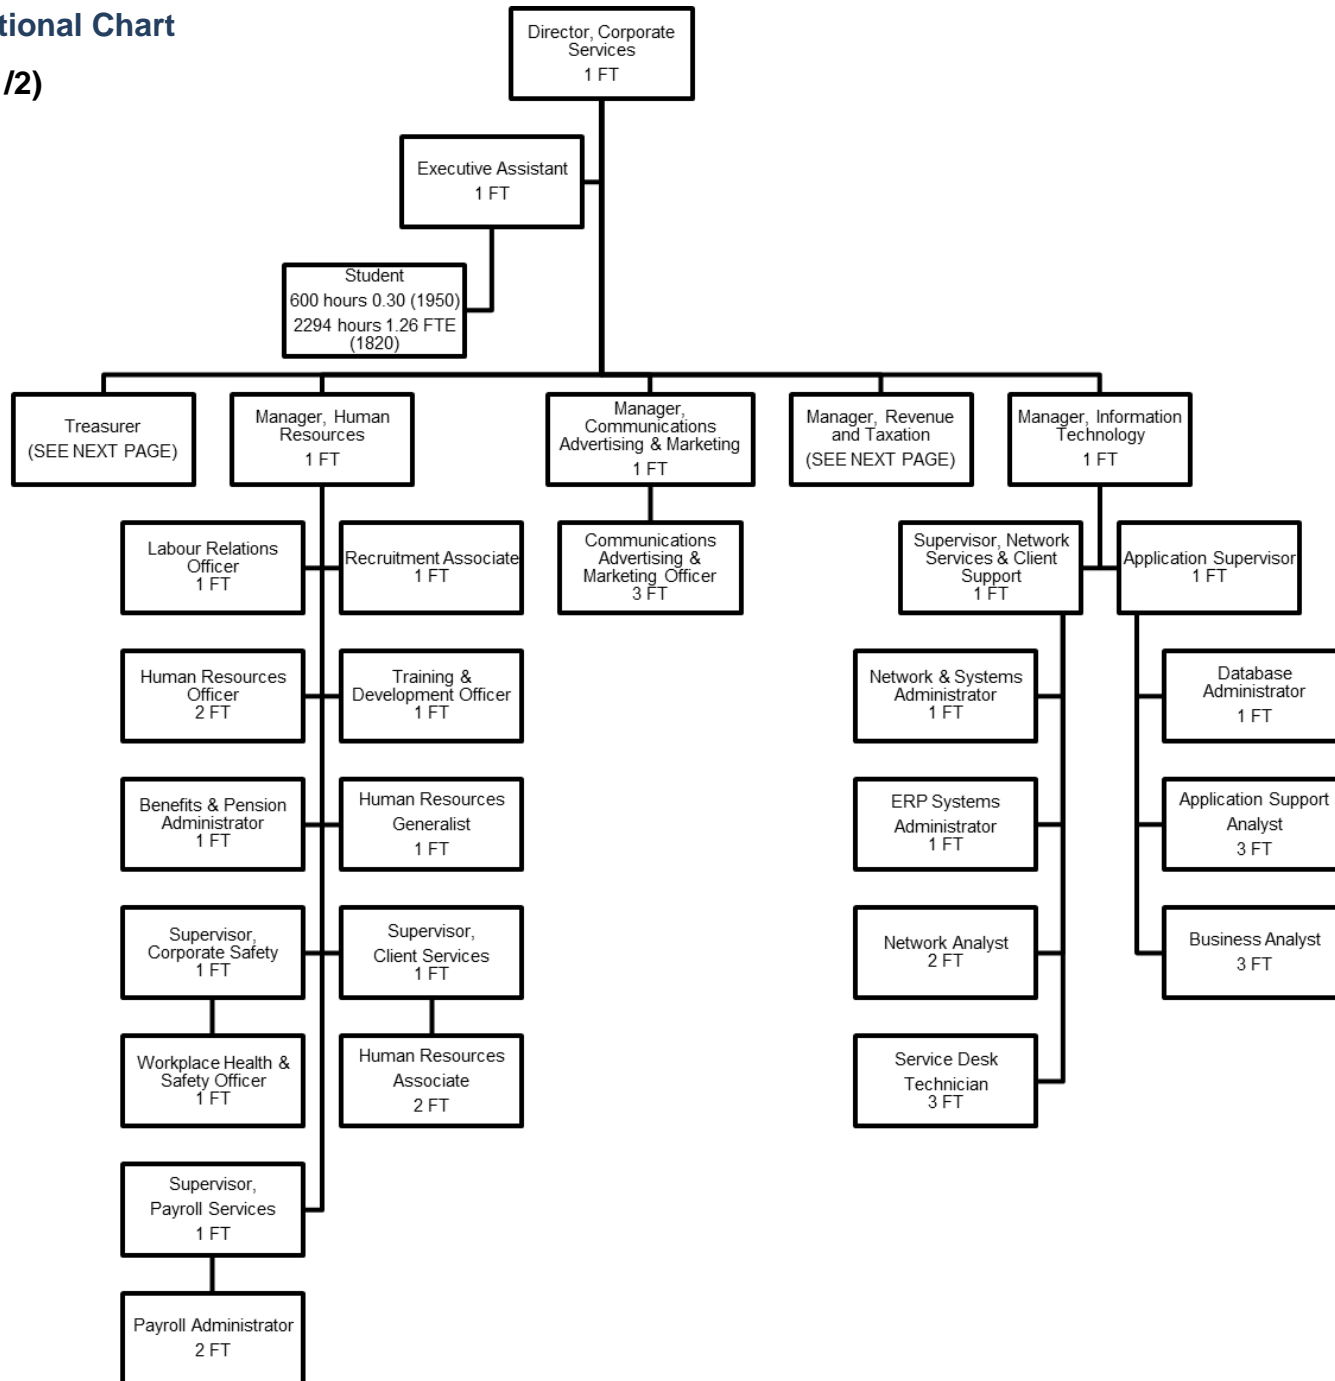 tional Chart
/2)
Director, Corporate
Services
1 FT
Executive Assistant
1 FT
Student
600 hours 0.30 (1950)
2294 hours 1.26 FTE
(1820)
Treasurer
(SEE NEXT PAGE)
Manager, Human
Resources
1 FT
Manager,
Communications
Advertising & Marketing
1 FT
Manager, Revenue
and Taxation
(SEE NEXT PAGE)
Manager, Information
Technology
1 FT
Labour Relations
Officer
1 FT
Recruitment Associate
1 FT
Communications
Advertising &
Marketing Officer
3 FT
Supervisor, Network
Services & Client
Support
1 FT
Application Supervisor
1 FT
Human Resources
Officer
2 FT
Training &
Development Officer
1 FT
Network & Systems
Administrator
1 FT
Database
Administrator
1 FT
Benefits & Pension
Administrator
1 FT
Human Resources
Generalist
1 FT
ERP Systems
Administrator
1 FT
Application Support
Analyst
3 FT
Supervisor,
Corporate Safety
1 FT
Supervisor,
Client Services
1 FT
Network Analyst
2 FT
Business Analyst
3 FT
Workplace Health &
Safety Officer
1 FT
Human Resources
Associate
2 FT
Service Desk
Technician
3 FT
Supervisor,
Payroll Services
1 FT
Payroll Administrator
2 FT